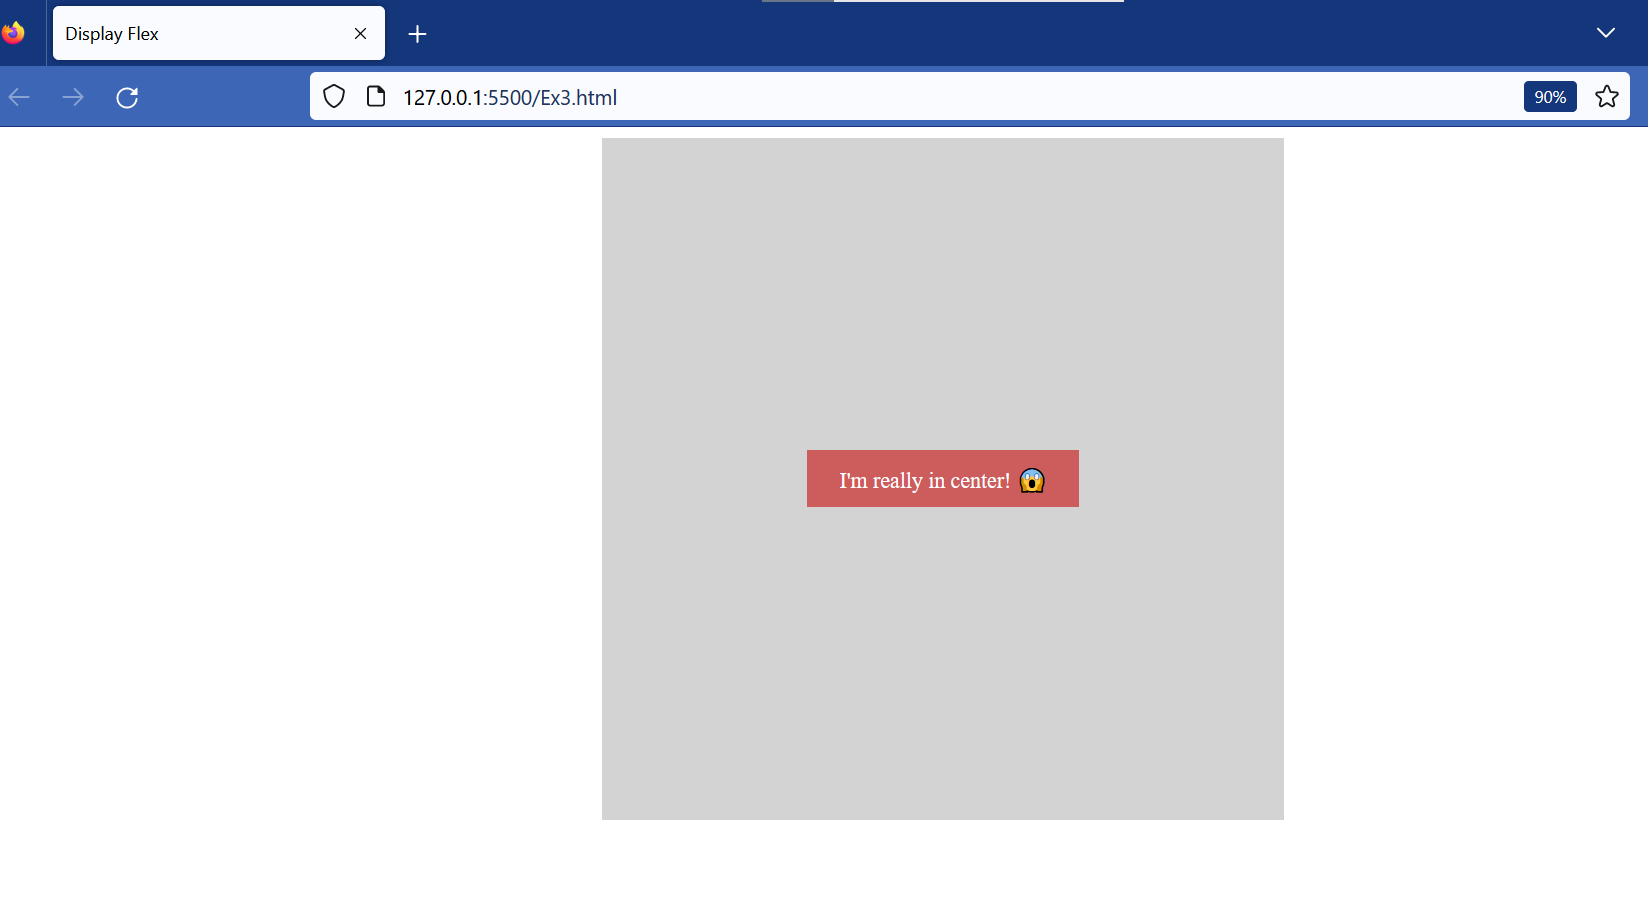 Display Flex
127.0.0.1:5500/Ex3.html
90%
I'm really in center! 😱